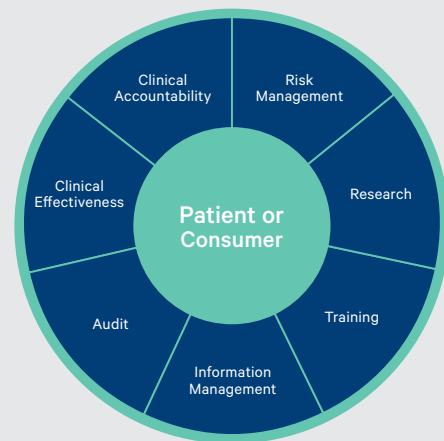 Clinical
Accountability
Risk
Management
Clinical
Effectiveness
Research
Patient or
Consumer
Audit
Training
Information
Management